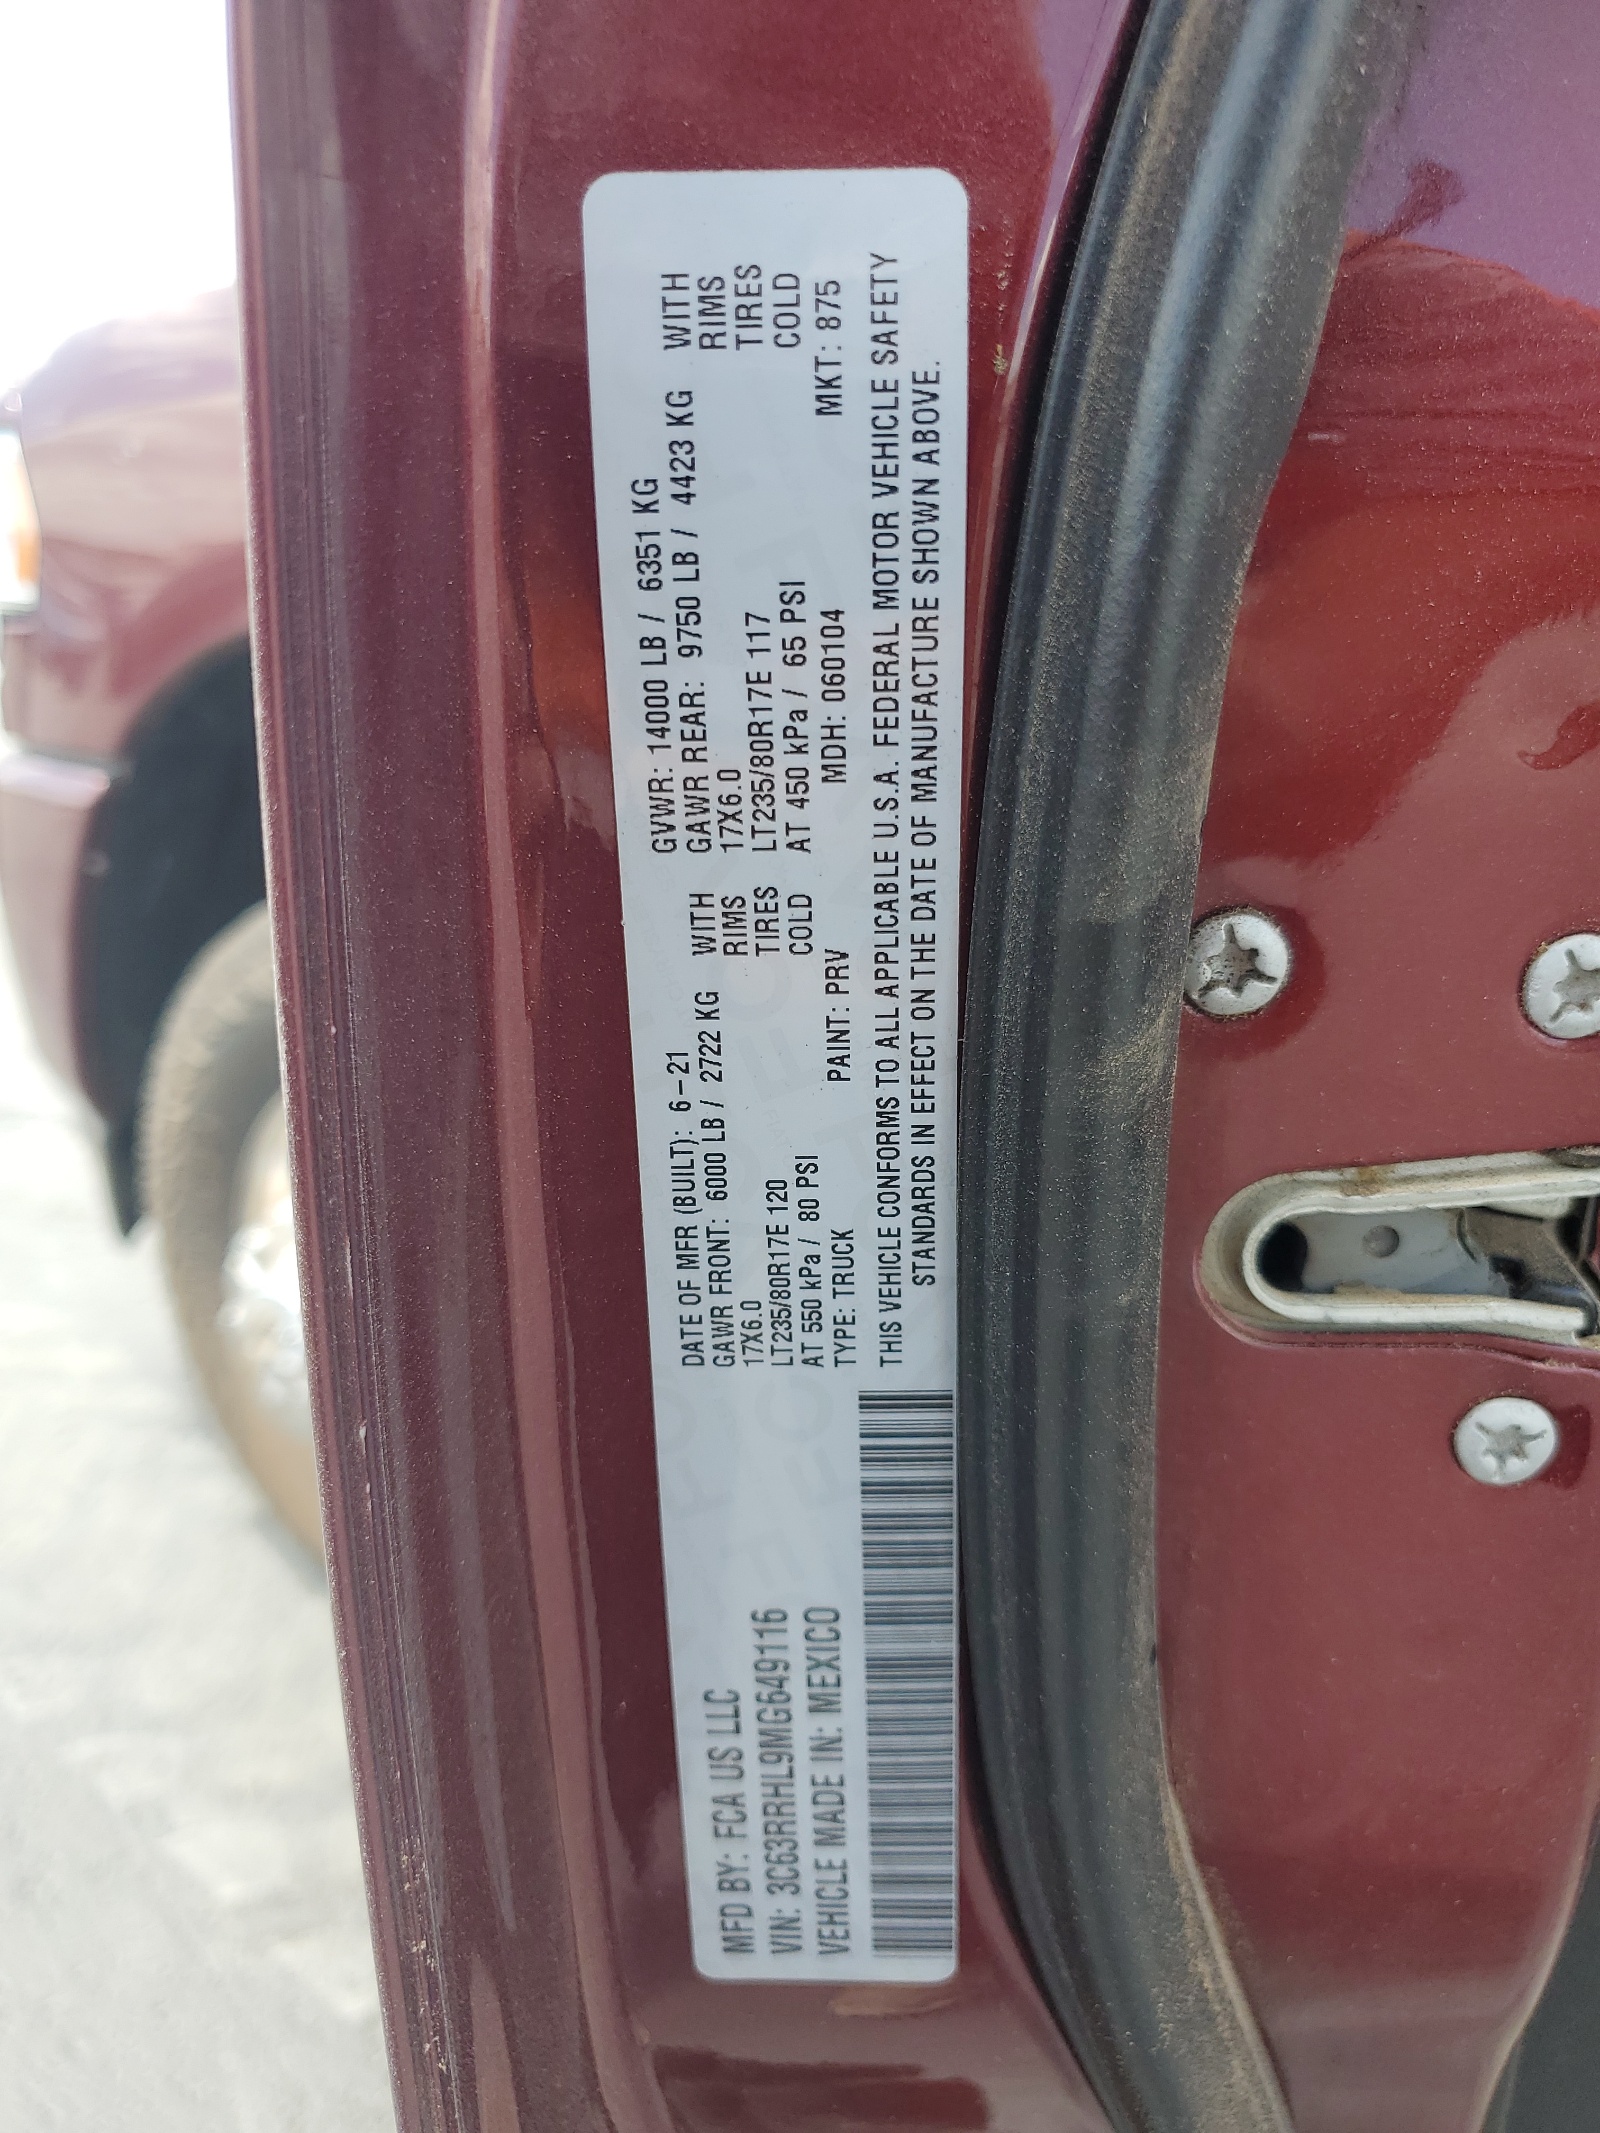 MFD BY: FCA US LLC
VIN: 3C63RRHL9MG649116
VEHICLE MADE IN: MEXICO
DATE OF MFR (BUILT): 6-21 GVWR: 14000 LB / 6351 KG
GAWR FRONT: 6000 LB / 2722 KG WITH GAWR REAR: 9750 LB / 4423 KG WITH
17X6.0 RIMS 17X6.0 RIMS
LT235/80R17E 120 TIRES LT235/80R17E 117 TIRES
AT 550 kPa / 80 PSI COLD AT 450 kPa / 65 PSI COLD
TYPE: TRUCK PAINT: PRV MDH: 060104 MKT: 875
THIS VEHICLE CONFORMS TO ALL APPLICABLE U.S.A. FEDERAL MOTOR VEHICLE SAFETY
STANDARDS IN EFFECT ON THE DATE OF MANUFACTURE SHOWN ABOVE.